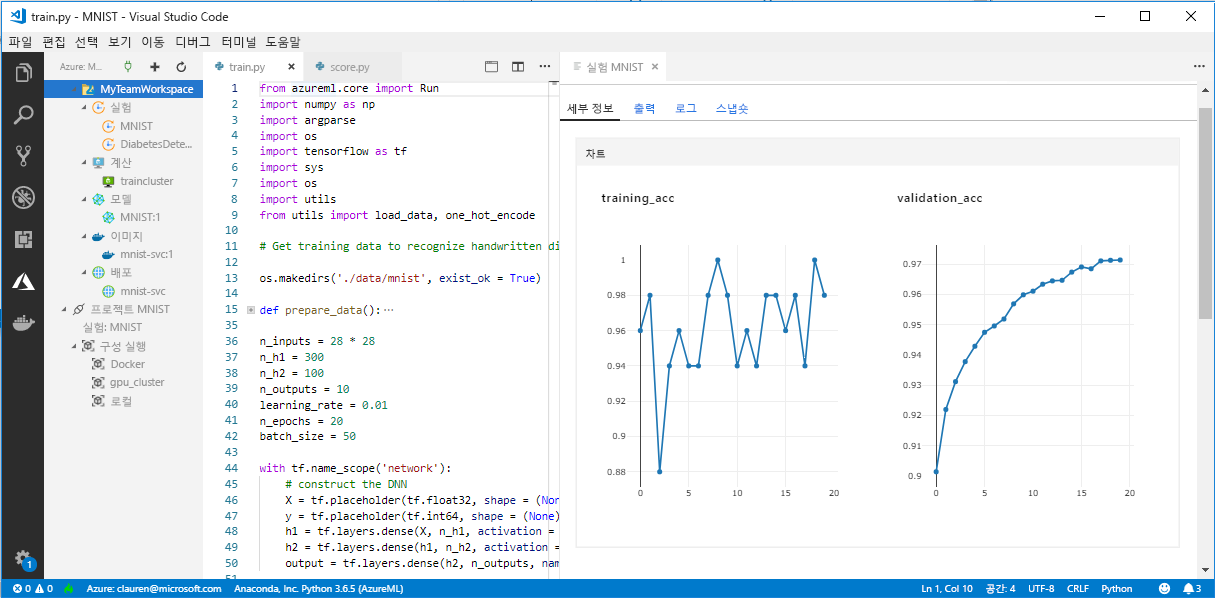 train.py - MNIST - Visual Studio Code
파일 편집 선택 보기 이동 디버그 터미널 도움말
Azure: M...
train.py
score.py
실험 MNIST
MyTeamWorkspace
실험
MNIST
DiabetesDete...
계산
traincluster
모델
MNIST:1
이미지
mnist-svc:1
배포
mnist-svc
프로젝트 MNIST
실험: MNIST
구성 실행
Docker
gpu_cluster
로컬
1 from azureml.core import Run
2 import numpy as np
3 import argparse
4 import os
5 import tensorflow as tf
6 import sys
7 import os
8 import utils
9 from utils import load_data, one_hot_encode
10
11 # Get training data to recognize handwritten di
12
13 os.makedirs('./data/mnist', exist_ok = True)
14
15 def prepare_data():...
35
36 n_inputs = 28 * 28
37 n_h1 = 300
38 n_h2 = 100
39 n_outputs = 10
40 learning_rate = 0.01
41 n_epochs = 20
42 batch_size = 50
43
44 with tf.name_scope('network'):
45 # construct the DNN
46 X = tf.placeholder(tf.float32, shape = (Non
47 y = tf.placeholder(tf.int64, shape = (None)
48 h1 = tf.layers.dense(X, n_h1, activation =
49 h2 = tf.layers.dense(h1, n_h2, activation =
50 output = tf.layers.dense(h2, n_outputs, nam
세부 정보 출력 로그 스냅숏
차트
training_acc
1
0.98
0.96
0.94
0.92
0.9
0.88
0 5 10 15 20
validation_acc
0.97
0.96
0.95
0.94
0.93
0.92
0.91
0.9
0 5 10 15 20
1
0 0 Azure: clauren@microsoft.com Anaconda, Inc. Python 3.6.5 (AzureML) Ln 1, Col 10 공간: 4 UTF-8 CRLF Python 3